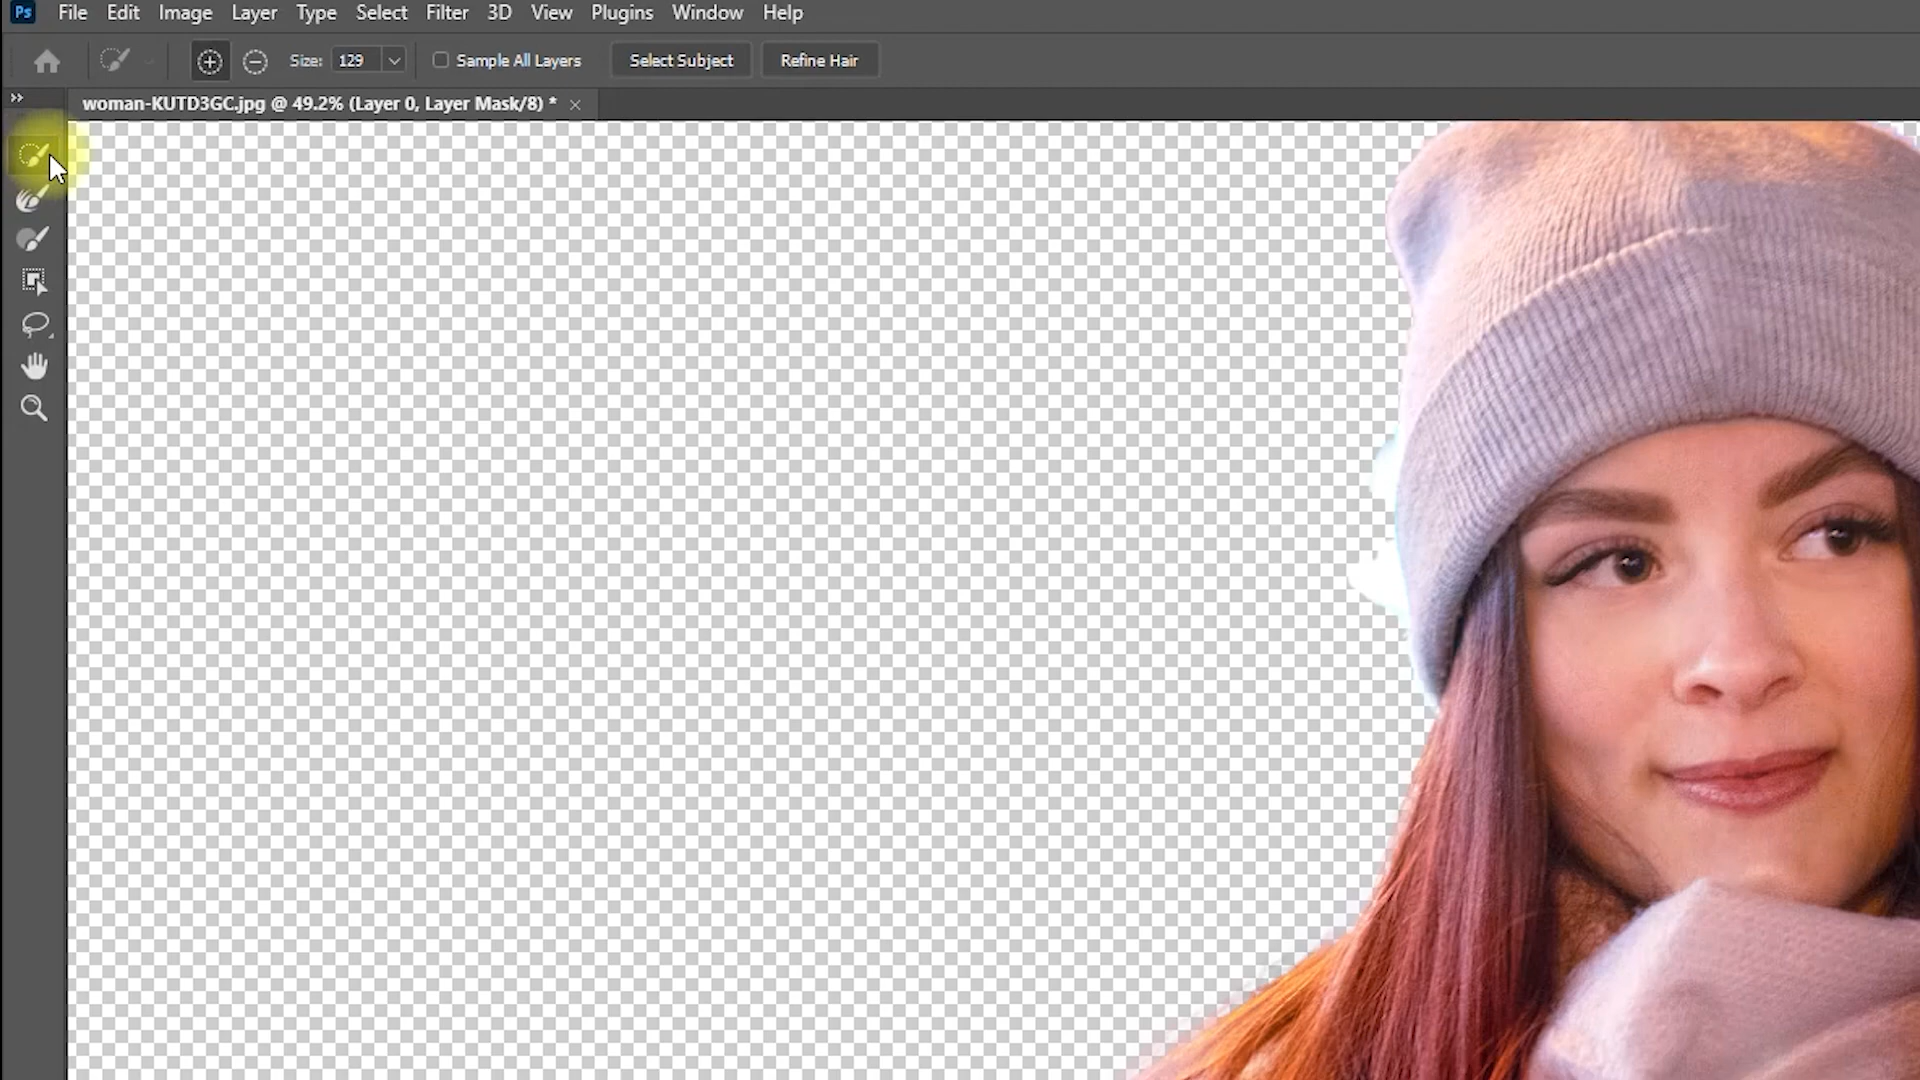 Ps File Edit Image Layer Type Select Filter 3D View Plugins Window Help
Size: 129 Sample All Layers Select Subject Refine Hair
woman-KUTD3GC.jpg @ 49.2% (Layer 0, Layer Mask/8) * ×